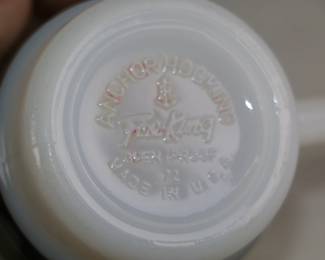 ANCHOR HOCKING
Fire-King
OVEN PROOF
MADE IN U.S.A.